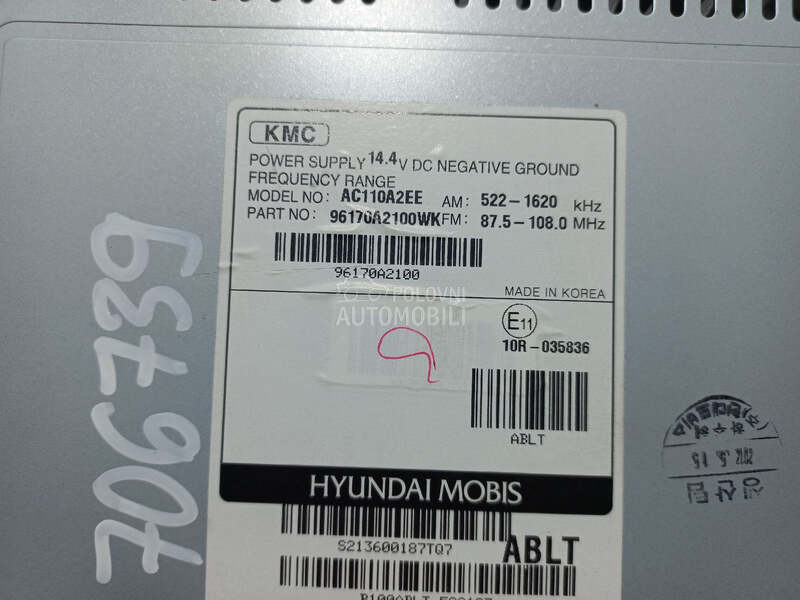 KMC
POWER SUPPLY 14.4V DC NEGATIVE GROUND
FREQUENCY RANGE
MODEL NO: AC110A2EE AM: 522-1620 kHz
PART NO: 96170A2100WK FM: 87.5-108.0 MHz
96170A2100
MADE IN KOREA
POLOVNI
AUTOMOBILI
E11
10R-035836
ABLT
HYUNDAI MOBIS
S213600187TQ7
ABLT
706739